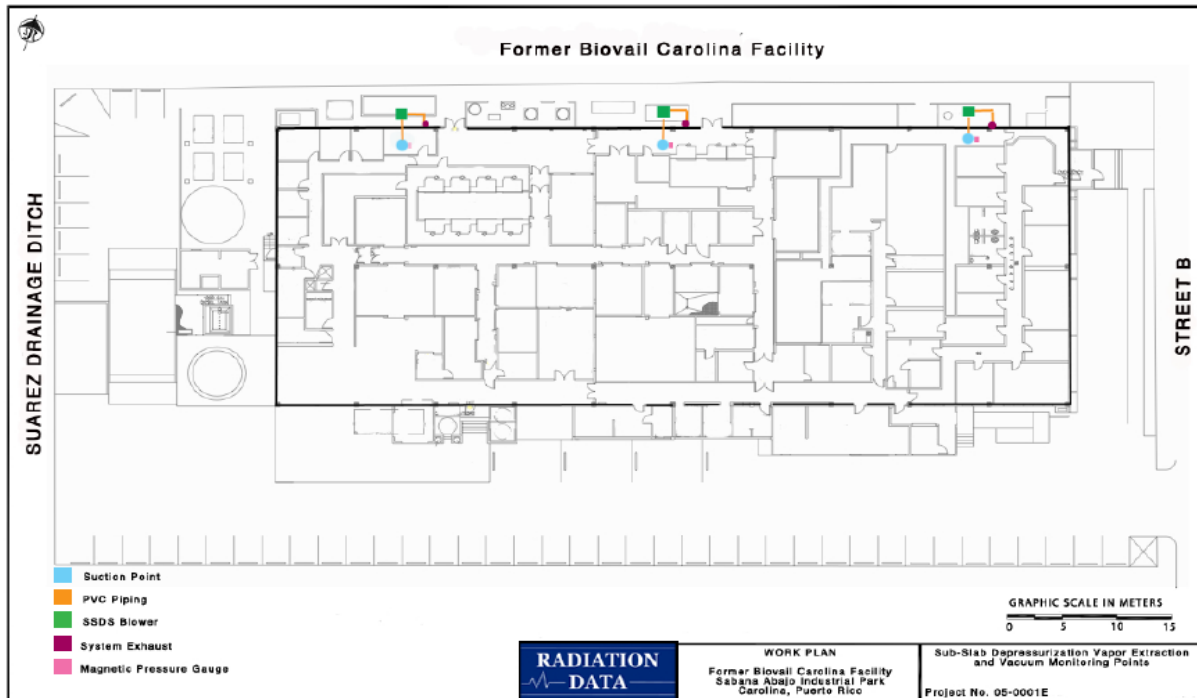 Former Biovail Carolina Facility
SUAREZ DRAINAGE DITCH
STREET B
Suction Point
PVC Piping
SSDS Blower
System Exhaust
Magnetic Pressure Gauge
GRAPHIC SCALE IN METERS
0 5 10 15
RADIATION
DATA
WORK PLAN
Former Biovail Carolina Facility
Sabana Abajo Industrial Park
Carolina, Puerto Rico
Sub-Slab Depressurization Vapor Extraction
and Vacuum Monitoring Points
Project No. 05-0001E